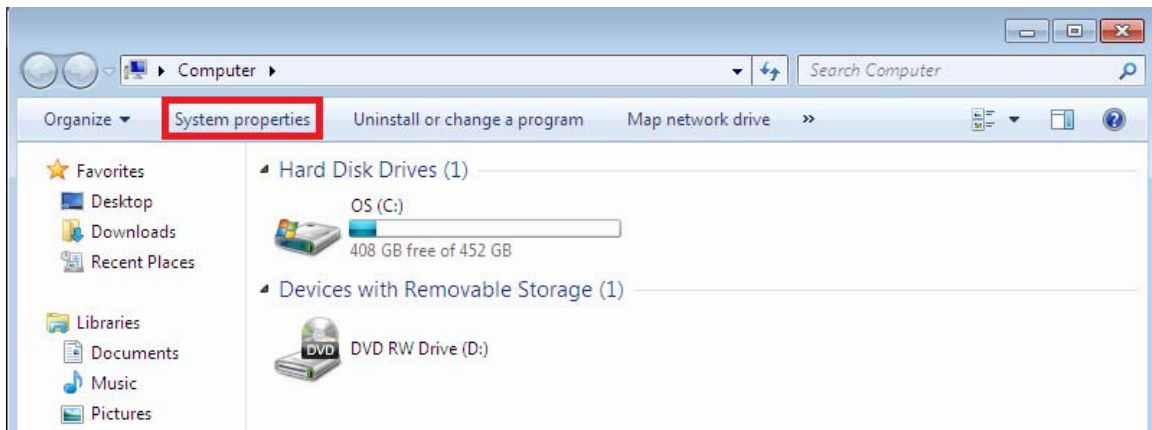 Computer
Search Computer
Organize System properties Uninstall or change a program Map network drive »
Favorites
Desktop
Downloads
Recent Places
Libraries
Documents
Music
Pictures
Hard Disk Drives (1)
OS (C:)
408 GB free of 452 GB
Devices with Removable Storage (1)
DVD
DVD RW Drive (D:)